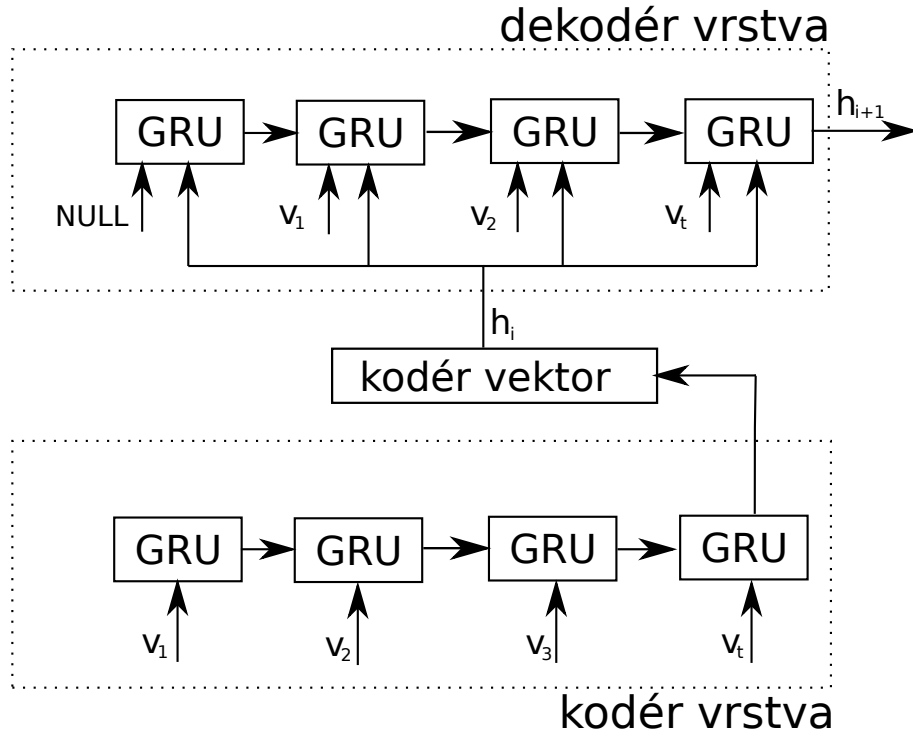 dekodér vrstva
GRU GRU GRU GRU
h_{i+1}
NULL v_1 v_2 v_t
h_i
kodér vektor
GRU GRU GRU GRU
v_1 v_2 v_3 v_t
kodér vrstva